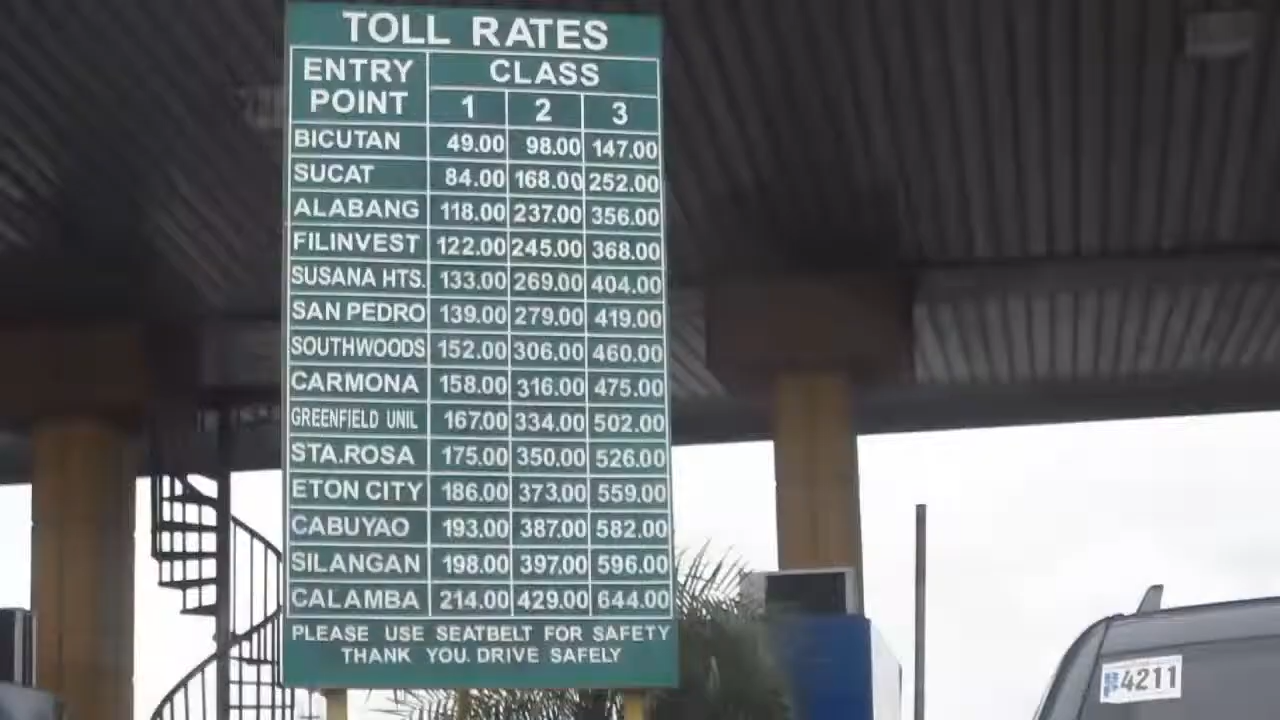 TOLL RATES
ENTRY POINT CLASS
1 2 3
BICUTAN 49.00 98.00 147.00
SUCAT 84.00 168.00 252.00
ALABANG 118.00 237.00 356.00
FILINVEST 122.00 245.00 368.00
SUSANA HTS. 133.00 269.00 404.00
SAN PEDRO 139.00 279.00 419.00
SOUTHWOODS 152.00 306.00 460.00
CARMONA 158.00 316.00 475.00
GREENFIELD UNIL 167.00 334.00 502.00
STA.ROSA 175.00 350.00 526.00
ETON CITY 186.00 373.00 559.00
CABUYAO 193.00 387.00 582.00
SILANGAN 198.00 397.00 596.00
CALAMBA 214.00 429.00 644.00
PLEASE USE SEATBELT FOR SAFETY
THANK YOU. DRIVE SAFELY
4211